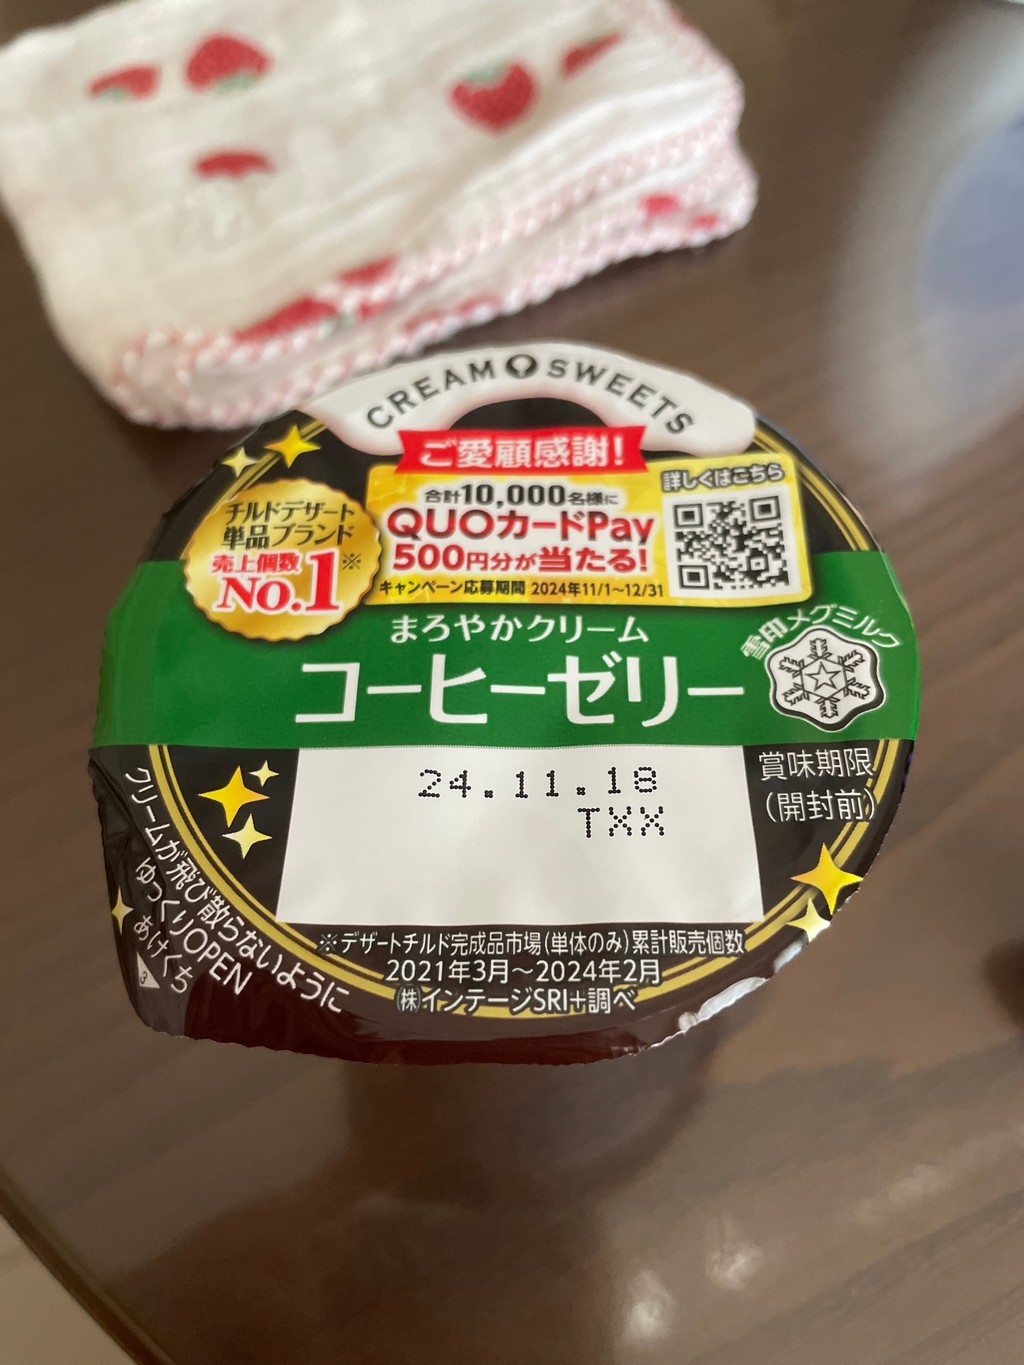 CREAM SWEETS
ご愛顧感謝!
チルドデザート
単品ブランド
売上個数
No.1※
合計10,000名様に
QUOカードPay
500円分が当たる!
キャンペーン応募期間 2024年11/1〜12/31
詳しくはこちら
まろやかクリーム
コーヒーゼリー
雪印メグミルク
24.11.18
TXX
賞味期限
(開封前)
クリームが飛び散らないように
ゆっくりOPEN
あけくち
3
※デザートチルド完成品市場(単体のみ)累計販売個数
2021年3月〜2024年2月
㈱インテージSRI+調べ